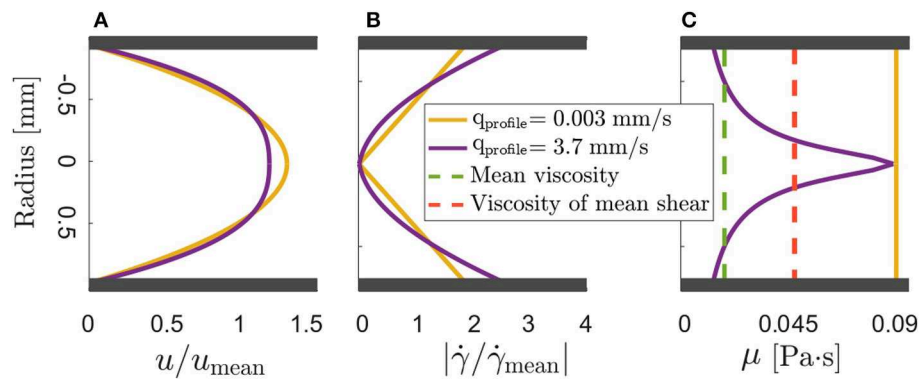 A B C
Radius [mm]
-0.5
0
0.5
q_profile = 0.003 mm/s
q_profile = 3.7 mm/s
Mean viscosity
Viscosity of mean shear
0 1 1.5
0 1 2 3 4
0 0.045 0.09
u/u_mean
|γ̇/γ̇_mean|
μ [Pa·s]